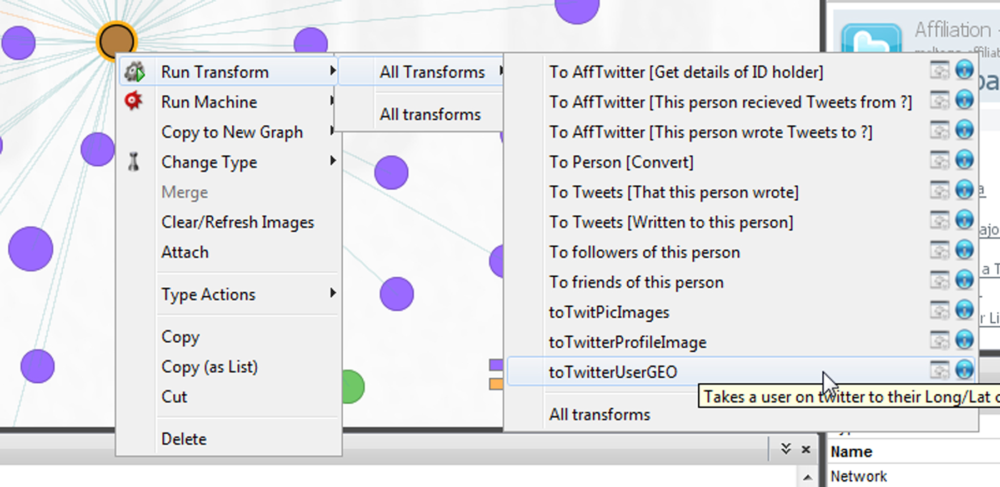 Affiliation -
Run Transform
Run Machine
Copy to New Graph
Change Type
Merge
Clear/Refresh Images
Attach
Type Actions
Copy
Copy (as List)
Cut
Delete
All Transforms
All transforms
To AffTwitter [Get details of ID holder]
To AffTwitter [This person recieved Tweets from ?]
To AffTwitter [This person wrote Tweets to ?]
To Person [Convert]
To Tweets [That this person wrote]
To Tweets [Written to this person]
To followers of this person
To friends of this person
toTwitPicImages
toTwitterProfileImage
toTwitterUserGEO
Takes a user on twitter to their Long/Lat
All transforms
Name
Network